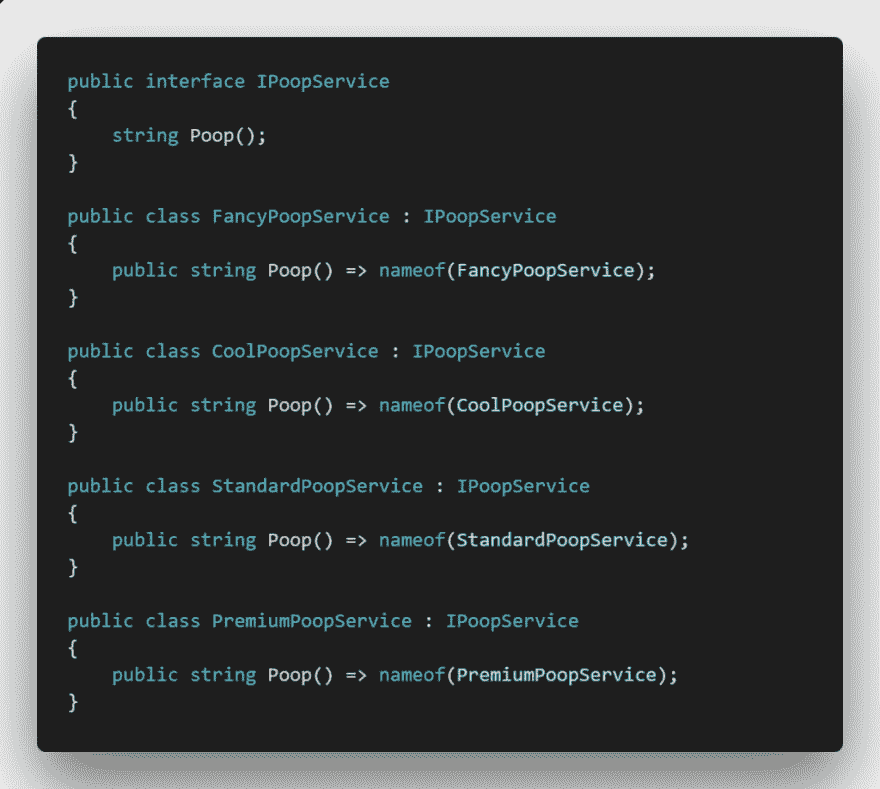 public interface IPoopService
{
    string Poop();
}

public class FancyPoopService : IPoopService
{
    public string Poop() => nameof(FancyPoopService);
}

public class CoolPoopService : IPoopService
{
    public string Poop() => nameof(CoolPoopService);
}

public class StandardPoopService : IPoopService
{
    public string Poop() => nameof(StandardPoopService);
}

public class PremiumPoopService : IPoopService
{
    public string Poop() => nameof(PremiumPoopService);
}